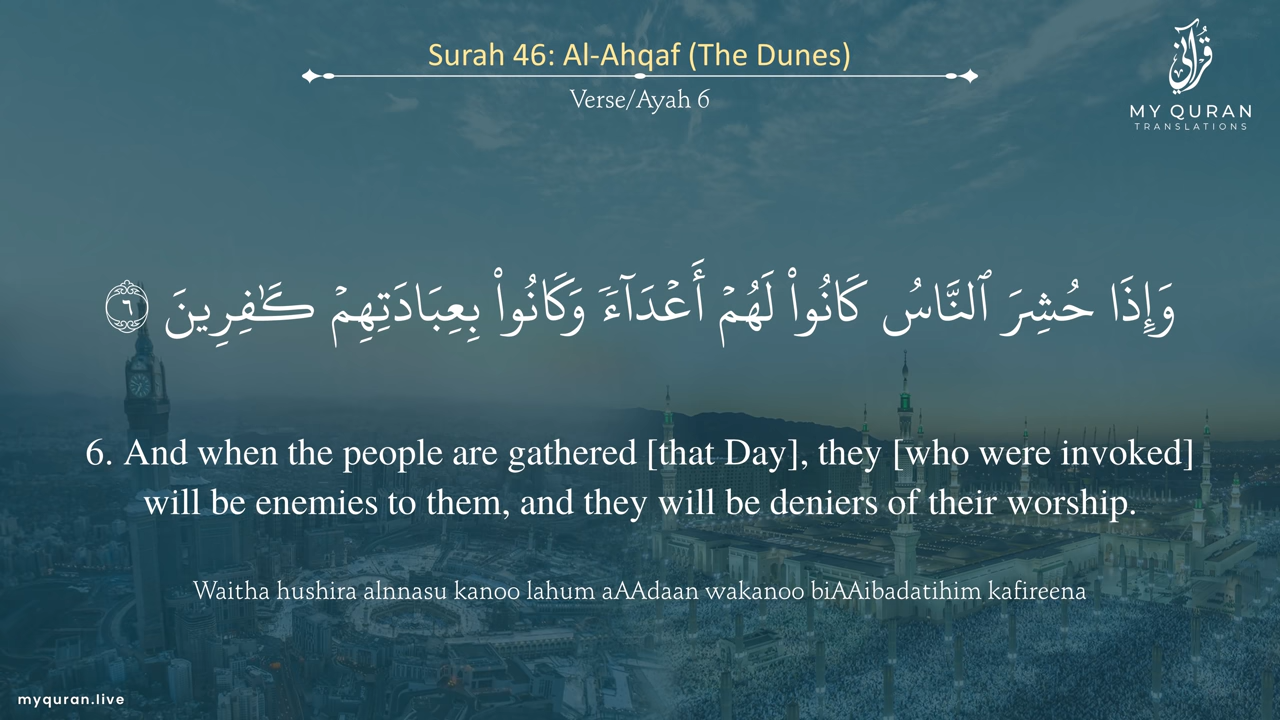 Surah 46: Al-Ahqaf (The Dunes)
Verse/Ayah 6
قرآني
MY QURAN
TRANSLATIONS
وَإِذَا حُشِرَ ٱلنَّاسُ كَانُوا۟ لَهُمْ أَعْدَآءً وَكَانُوا۟ بِعِبَادَتِهِمْ كَـٰفِرِينَ ٦
6. And when the people are gathered [that Day], they [who were invoked]
will be enemies to them, and they will be deniers of their worship.
Waitha hushira alnnasu kanoo lahum aAAdaan wakanoo biAAibadatihim kafireena
myquran.live